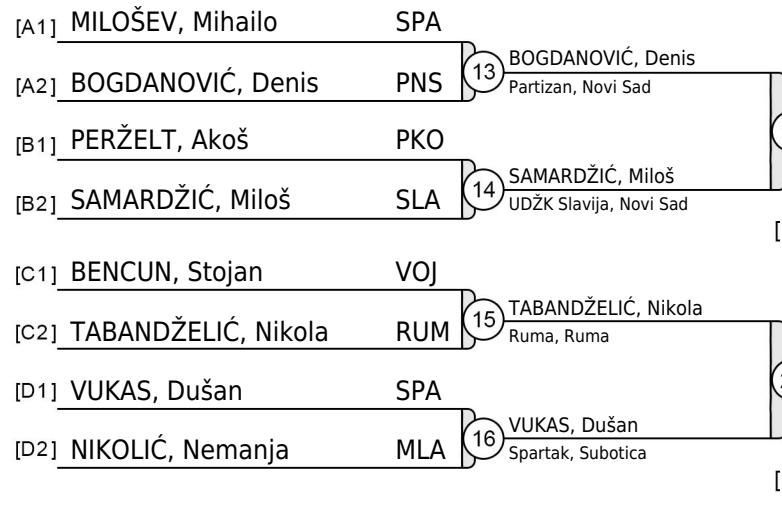 [A1] MILOŠEV, Mihailo SPA
[A2] BOGDANOVIĆ, Denis PNS
13 BOGDANOVIĆ, Denis
Partizan, Novi Sad
[B1] PERŽELT, Akoš PKO
[B2] SAMARDŽIĆ, Miloš SLA
14 SAMARDŽIĆ, Miloš
UDŽK Slavija, Novi Sad
[C1] BENCUN, Stojan VOJ
[C2] TABANDŽELIĆ, Nikola RUM
15 TABANDŽELIĆ, Nikola
Ruma, Ruma
[D1] VUKAS, Dušan SPA
[D2] NIKOLIĆ, Nemanja MLA
16 VUKAS, Dušan
Spartak, Subotica